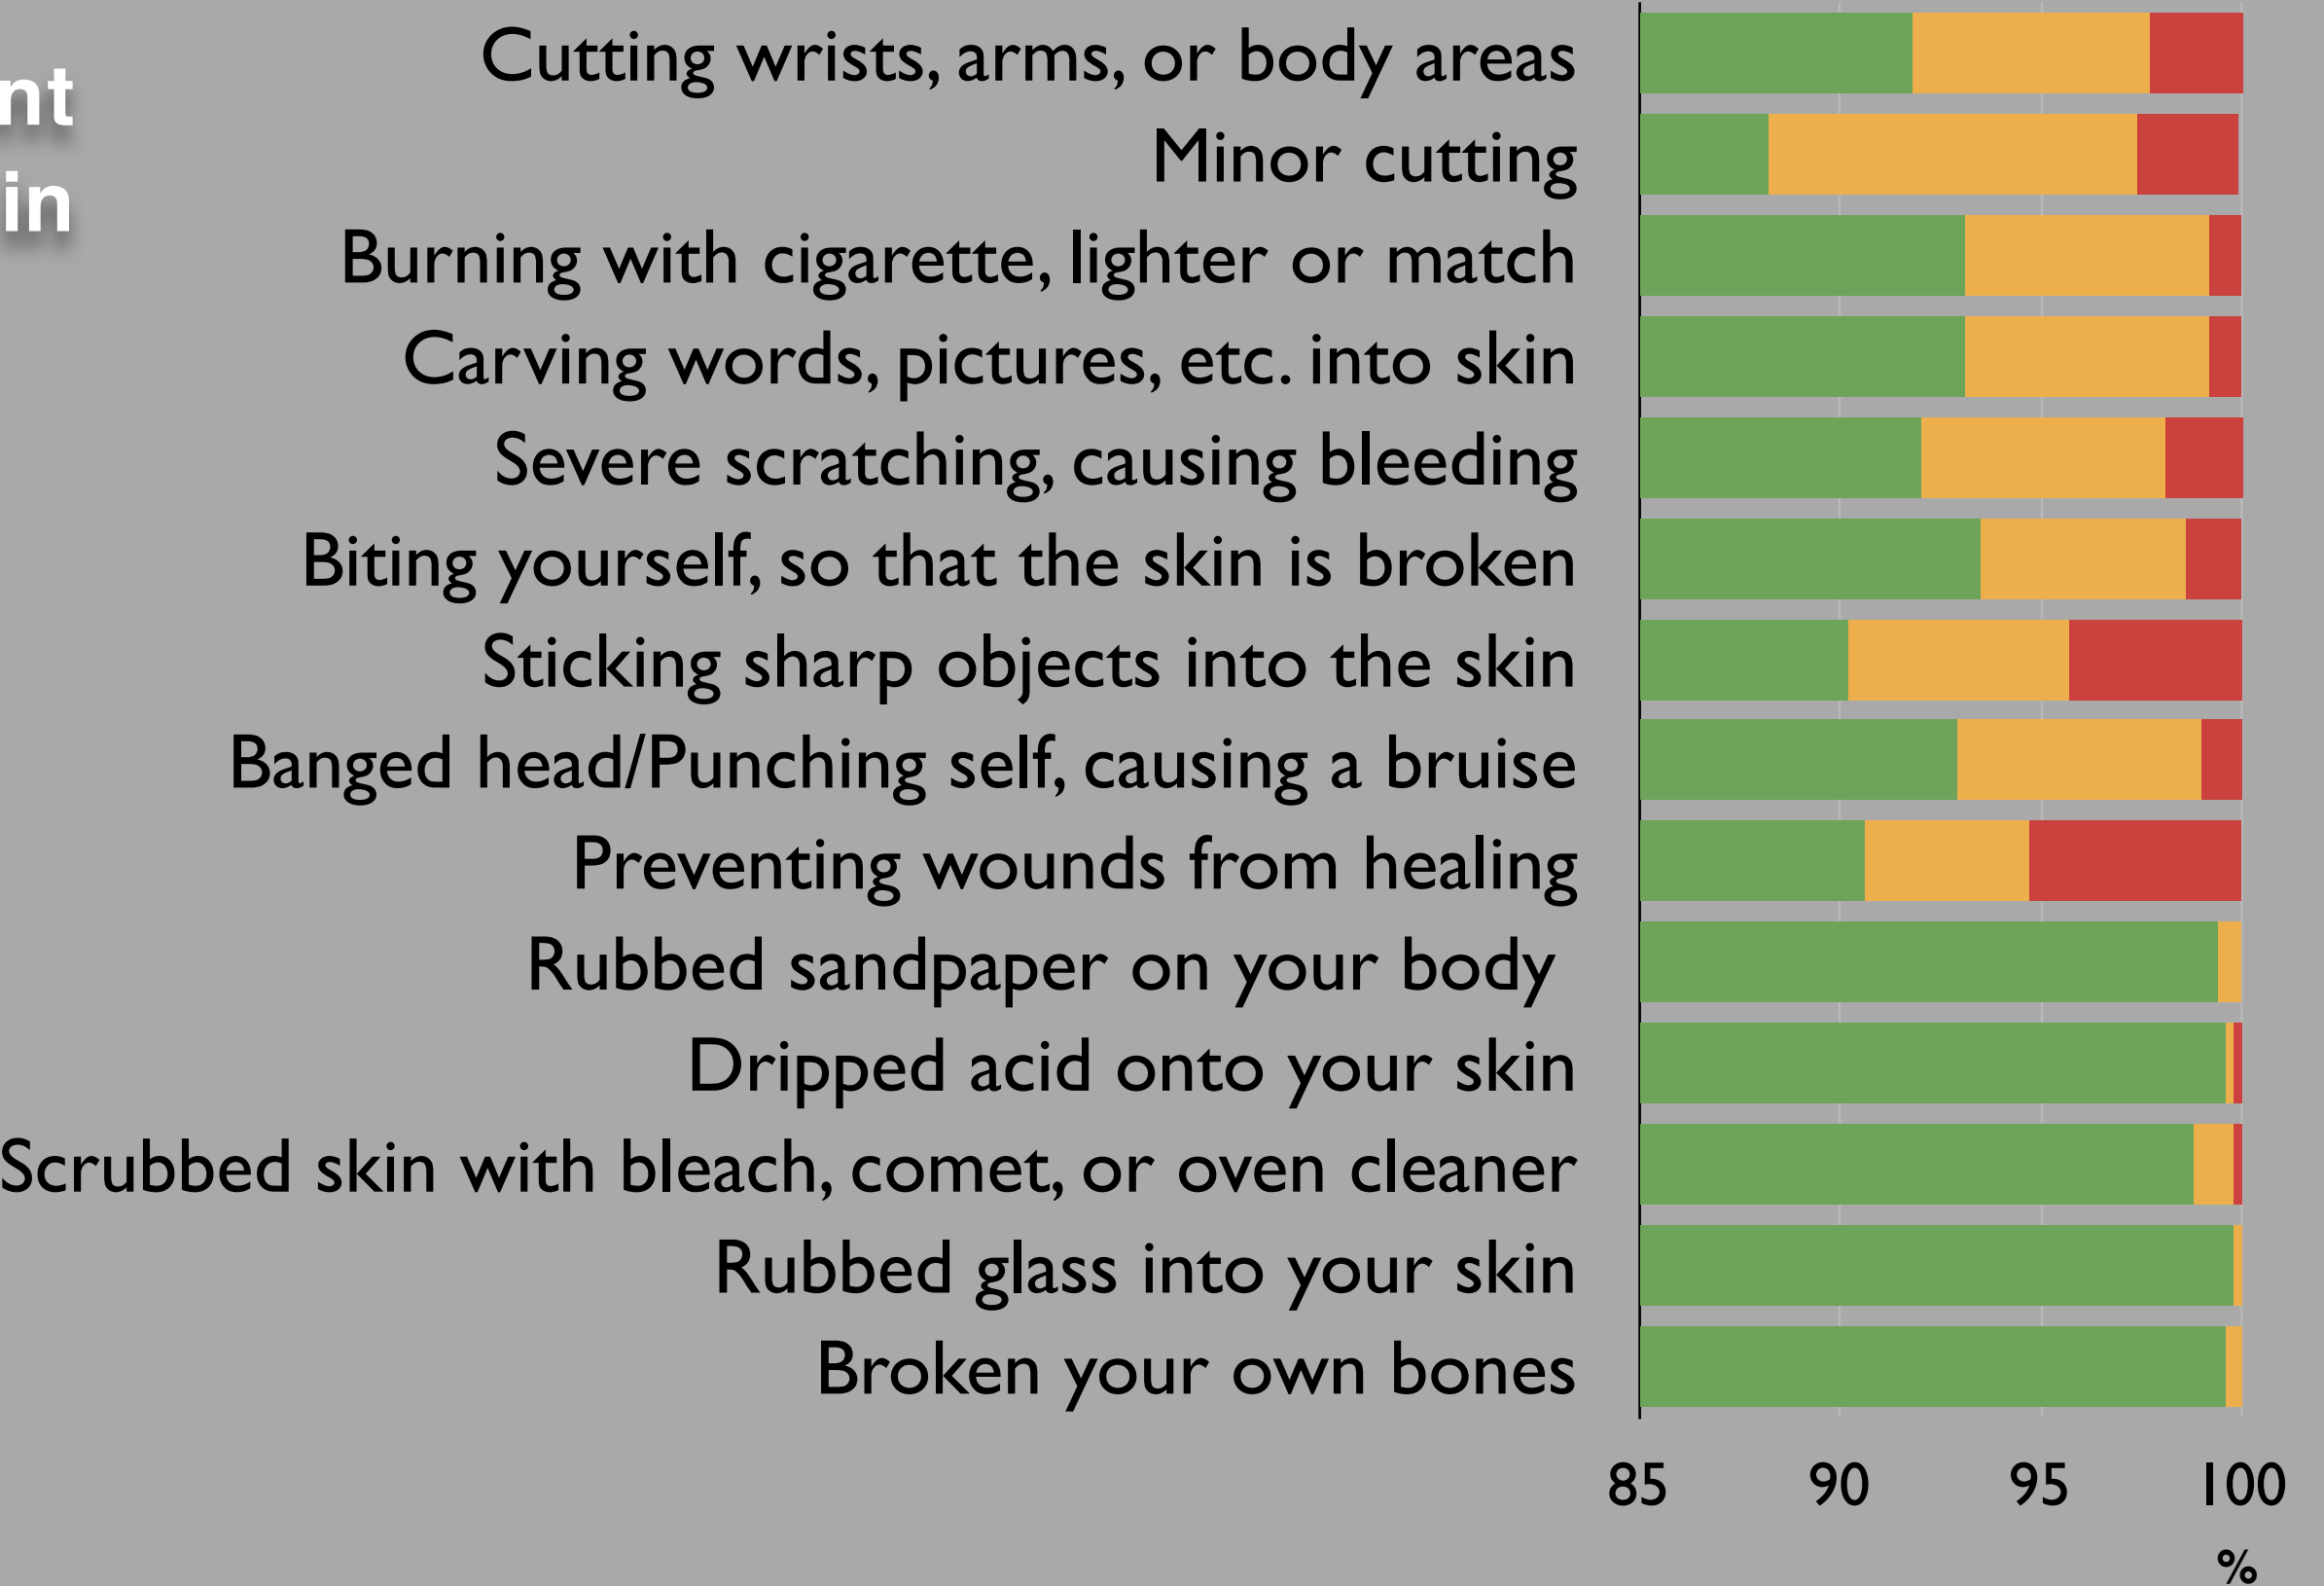 nt
in
Cutting wrists, arms, or body areas
Minor cutting
Burning with cigarette, lighter or match
Carving words, pictures, etc. into skin
Severe scratching, causing bleeding
Biting yourself, so that the skin is broken
Sticking sharp objects into the skin
Banged head/Punching self, causing a bruise
Preventing wounds from healing
Rubbed sandpaper on your body
Dripped acid onto your skin
Scrubbed skin with bleach, comet, or oven cleaner
Rubbed glass into your skin
Broken your own bones
85 90 95 100
%